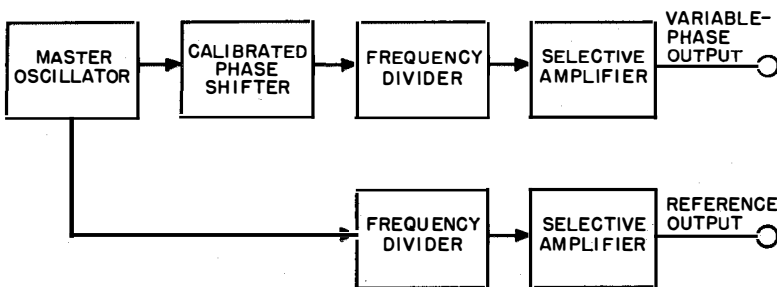 MASTER
OSCILLATOR
CALIBRATED
PHASE
SHIFTER
FREQUENCY
DIVIDER
SELECTIVE
AMPLIFIER
VARIABLE-
PHASE
OUTPUT
FREQUENCY
DIVIDER
SELECTIVE
AMPLIFIER
REFERENCE
OUTPUT